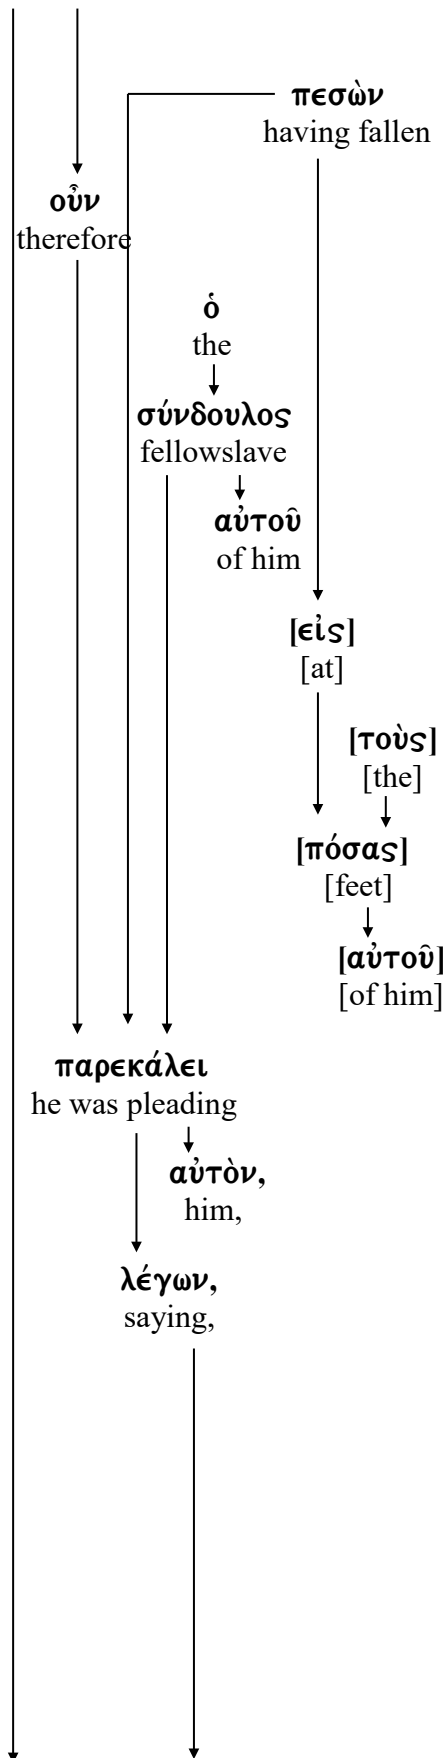 πεσὼν
having fallen
οὖν
therefore
ὁ
the
σύνδουλος
fellowslave
αὐτοῦ
of him
[εἰς]
[at]
[τοὺς]
[the]
[πόσας]
[feet]
[αὐτοῦ]
[of him]
παρεκάλει
he was pleading
αὐτὸν,
him,
λέγων,
saying,